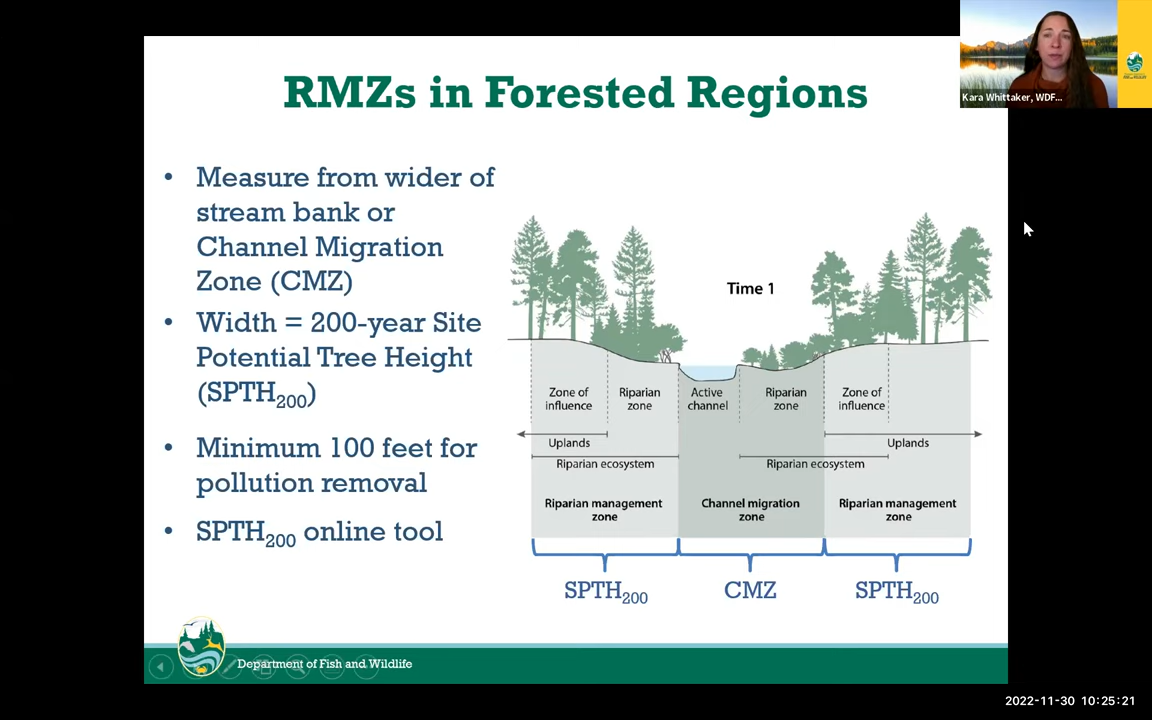 Kara Whittaker, WDF...
RMZs in Forested Regions
• Measure from wider of
stream bank or
Channel Migration
Zone (CMZ)
• Width = 200-year Site
Potential Tree Height
(SPTH200)
• Minimum 100 feet for
pollution removal
• SPTH200 online tool
Time 1
Zone of
influence
Riparian
zone
Active
channel
Riparian
zone
Zone of
influence
Uplands
Uplands
Riparian ecosystem
Riparian ecosystem
Riparian management
zone
Channel migration
zone
Riparian management
zone
SPTH200
CMZ
SPTH200
Department of Fish and Wildlife
2022-11-30 10:25:21